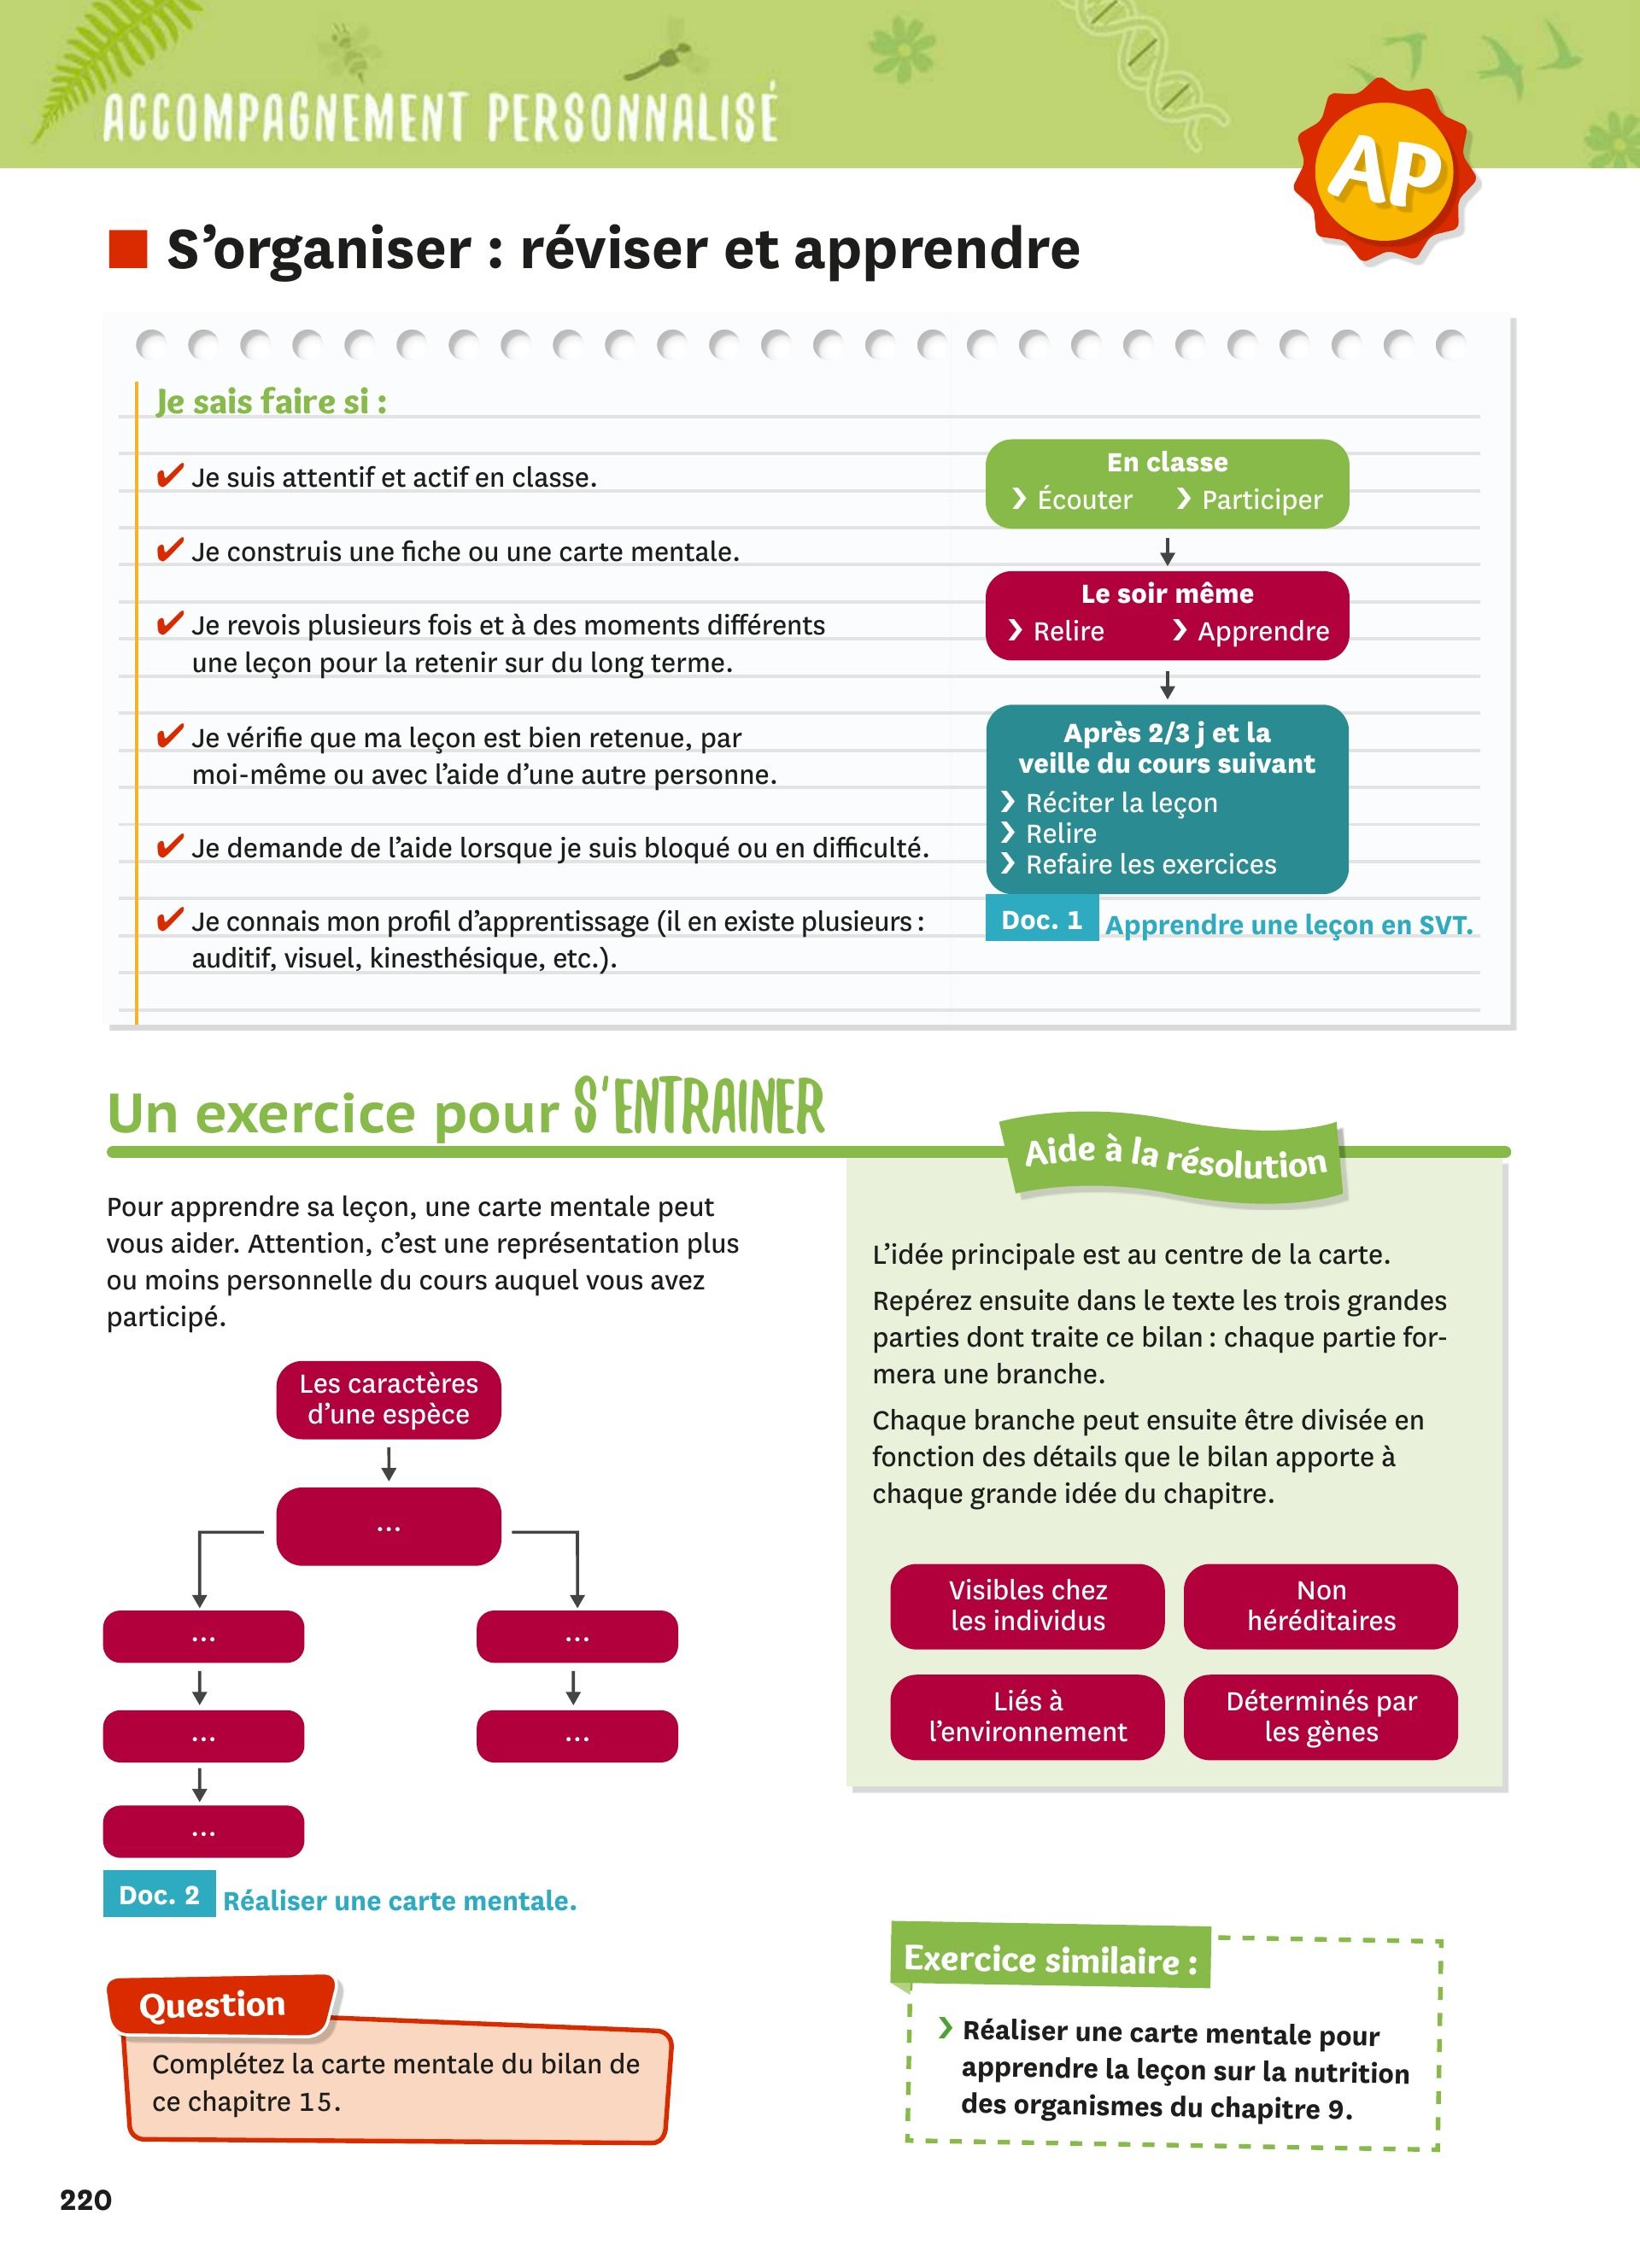 ACCOMPAGNEMENT PERSONNALISÉ
AP
S’organiser : réviser et apprendre
Je sais faire si :
✔ Je suis attentif et actif en classe.
✔ Je construis une fiche ou une carte mentale.
✔ Je revois plusieurs fois et à des moments différents
une leçon pour la retenir sur du long terme.
✔ Je vérifie que ma leçon est bien retenue, par
moi-même ou avec l’aide d’une autre personne.
✔ Je demande de l’aide lorsque je suis bloqué ou en difficulté.
✔ Je connais mon profil d’apprentissage (il en existe plusieurs :
auditif, visuel, kinesthésique, etc.).
En classe
❯ Écouter ❯ Participer
Le soir même
❯ Relire ❯ Apprendre
Après 2/3 j et la
veille du cours suivant
❯ Réciter la leçon
❯ Relire
❯ Refaire les exercices
Doc. 1 Apprendre une leçon en SVT.
Un exercice pour S'ENTRAINER
Pour apprendre sa leçon, une carte mentale peut
vous aider. Attention, c’est une représentation plus
ou moins personnelle du cours auquel vous avez
participé.
Les caractères
d’une espèce
...
... ...
... ...
...
Doc. 2 Réaliser une carte mentale.
Question
Complétez la carte mentale du bilan de
ce chapitre 15.
Aide à la résolution
L’idée principale est au centre de la carte.
Repérez ensuite dans le texte les trois grandes
parties dont traite ce bilan : chaque partie for-
mera une branche.
Chaque branche peut ensuite être divisée en
fonction des détails que le bilan apporte à
chaque grande idée du chapitre.
Visibles chez
les individus
Non
héréditaires
Liés à
l’environnement
Déterminés par
les gènes
Exercice similaire :
❯ Réaliser une carte mentale pour
apprendre la leçon sur la nutrition
des organismes du chapitre 9.
220